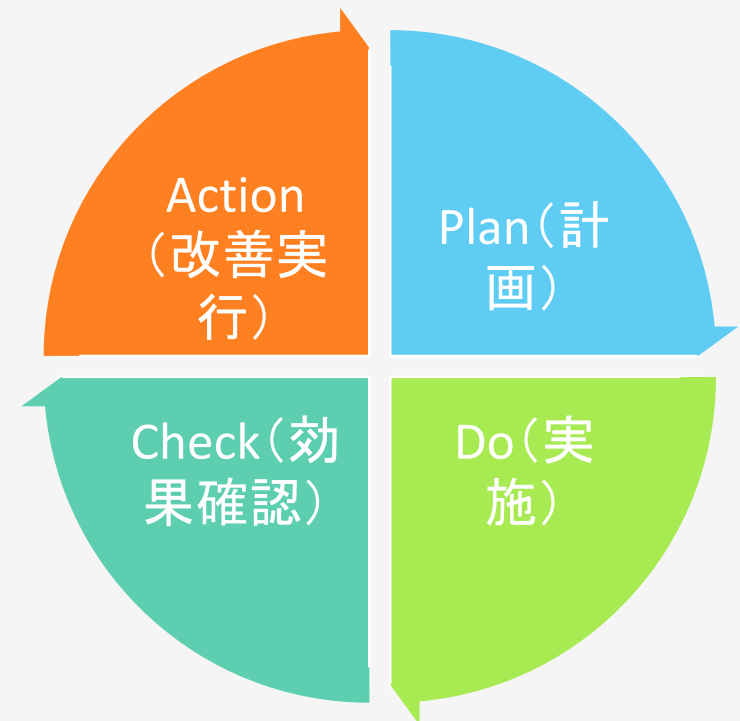 Action
（改善実
行）
Plan（計
画）
Check（効
果確認）
Do（実
施）